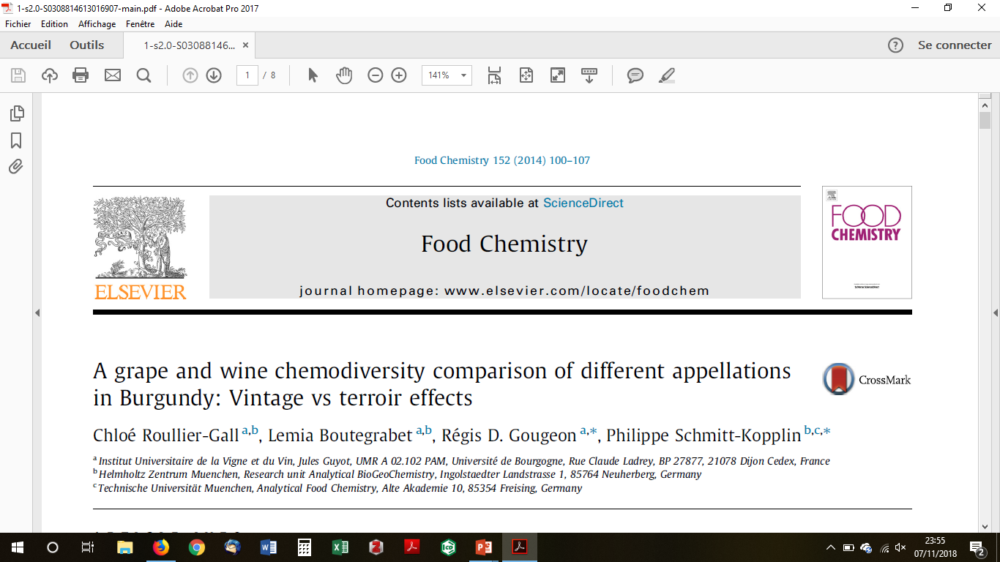 1-s2.0-S0308814613016907-main.pdf - Adobe Acrobat Pro 2017
Fichier Edition Affichage Fenêtre Aide
Accueil Outils 1-s2.0-S03088146... × ? Se connecter
1 / 8 141%
Food Chemistry 152 (2014) 100–107
Contents lists available at ScienceDirect
Food Chemistry
journal homepage: www.elsevier.com/locate/foodchem
NON SOLUS
ELSEVIER
FOOD
CHEMISTRY
A grape and wine chemodiversity comparison of different appellations
in Burgundy: Vintage vs terroir effects
CrossMark
Chloé Roullier-Gall a,b, Lemia Boutegrabet a,b, Régis D. Gougeon a,*, Philippe Schmitt-Kopplin b,c,*
a Institut Universitaire de la Vigne et du Vin, Jules Guyot, UMR A 02.102 PAM, Université de Bourgogne, Rue Claude Ladrey, BP 27877, 21078 Dijon Cedex, France
b Helmholtz Zentrum Muenchen, Research unit Analytical BioGeoChemistry, Ingolstaedter Landstrasse 1, 85764 Neuherberg, Germany
c Technische Universität Muenchen, Analytical Food Chemistry, Alte Akademie 10, 85354 Freising, Germany
23:55
07/11/2018
2